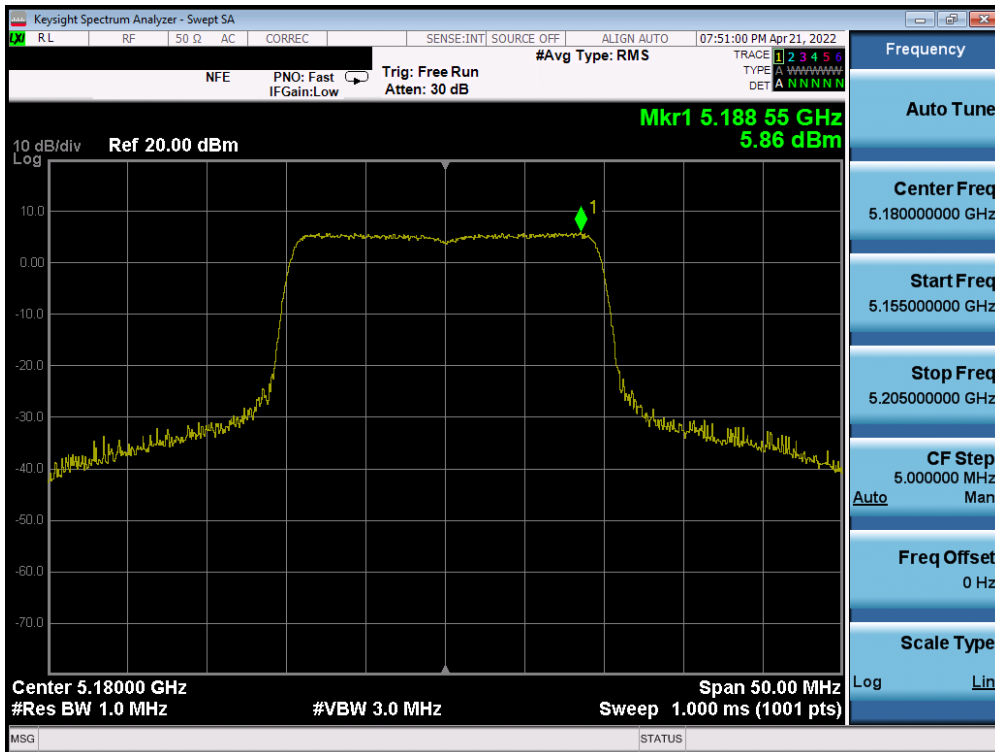 Keysight Spectrum Analyzer - Swept SA
LXI RL RF 50 Ω AC CORREC SENSE:INT SOURCE OFF ALIGN AUTO 07:51:00 PM Apr 21, 2022
#Avg Type: RMS
TRACE 1 2 3 4 5 6
TYPE A WWWWW
DET A N N N N N
NFE PNO: Fast Trig: Free Run
IFGain:Low Atten: 30 dB
Mkr1 5.188 55 GHz
5.86 dBm
10 dB/div Ref 20.00 dBm
Log
1
10.0
0.00
-10.0
-20.0
-30.0
-40.0
-50.0
-60.0
-70.0
Center 5.18000 GHz Span 50.00 MHz
#Res BW 1.0 MHz #VBW 3.0 MHz Sweep 1.000 ms (1001 pts)
MSG STATUS
Frequency
Auto Tune
Center Freq
5.180000000 GHz
Start Freq
5.155000000 GHz
Stop Freq
5.205000000 GHz
CF Step
5.000000 MHz
Auto Man
Freq Offset
0 Hz
Scale Type
Log Lin